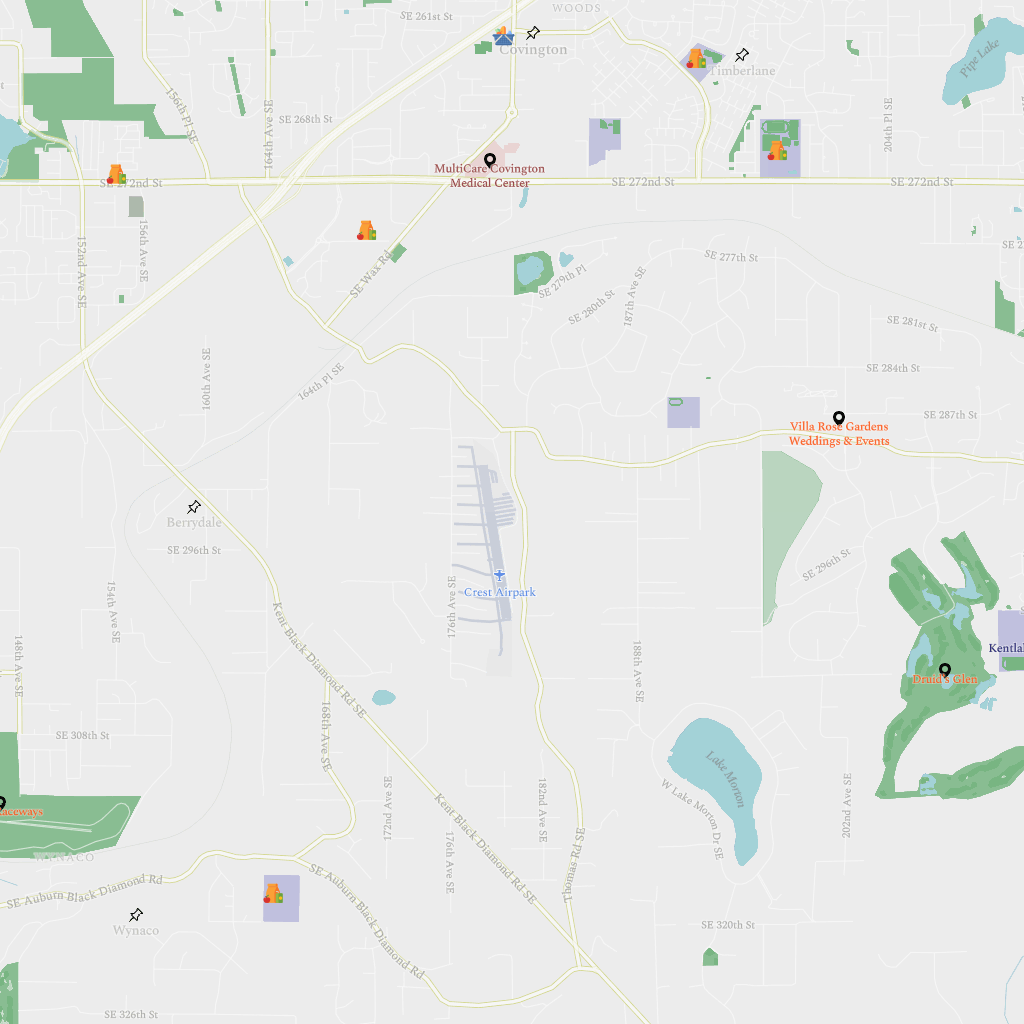 WOODS
SE 261st St
Covington
Timberlane
Pipe Lake
156th Pl SE
164th Ave SE
SE 268th St
204th Pl SE
MultiCare Covington
Medical Center
SE 272nd St
SE 272nd St
SE 272nd St
152nd Ave SE
156th Ave SE
SE Wax Rd
SE 279th Pl
SE 280th St
187th Ave SE
SE 277th St
SE 281st St
160th Ave SE
164th Pl SE
SE 284th St
SE 287th St
Villa Rose Gardens
Weddings & Events
Berrydale
SE 296th St
SE 296th St
Crest Airpark
176th Ave SE
154th Ave SE
148th Ave SE
Kent Black Diamond Rd SE
188th Ave SE
Druid's Glen
168th Ave SE
SE 308th St
Lake Morton
W Lake Morton Dr SE
172nd Ave SE
176th Ave SE
182nd Ave SE
202nd Ave SE
Kent Black Diamond Rd SE
Thomas Rd SE
WYNACO
SE Auburn Black Diamond Rd
SE Auburn Black Diamond Rd
Wynaco
SE 320th St
SE 326th St